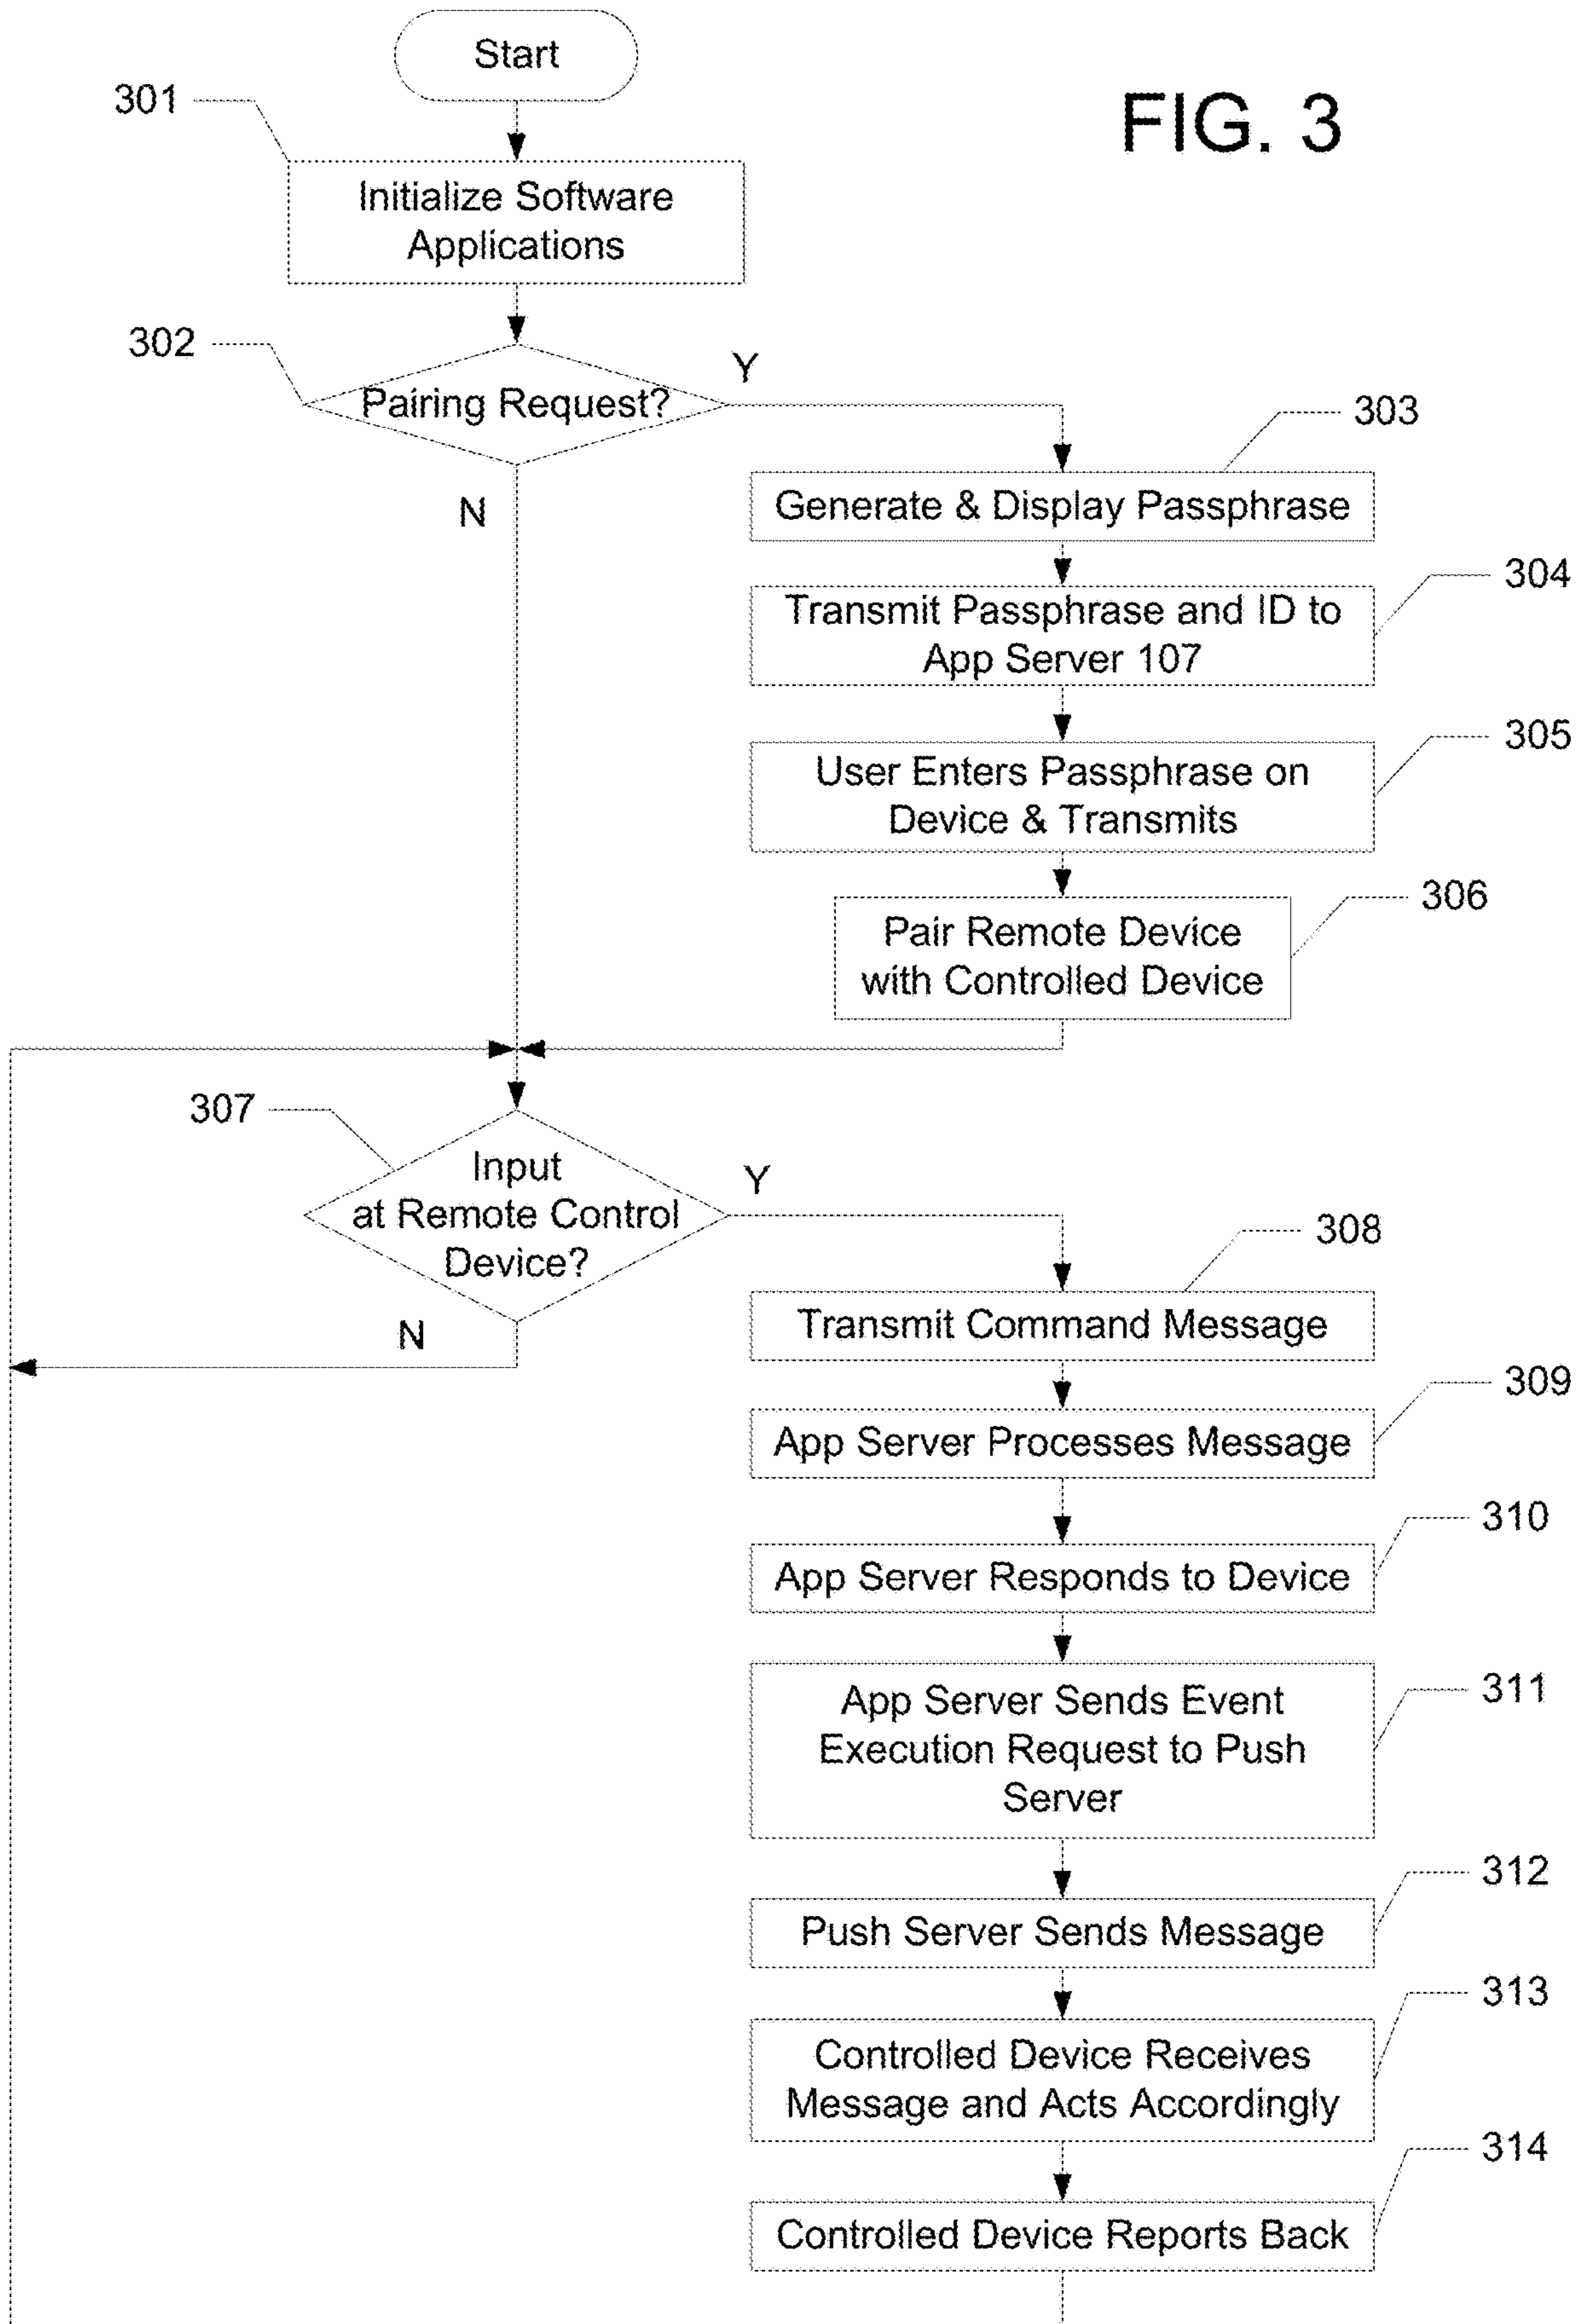 Start
FIG. 3
301
Initialize Software
Applications
302
Pairing Request?
Y
N
303
Generate & Display Passphrase
304
Transmit Passphrase and ID to
App Server 107
305
User Enters Passphrase on
Device & Transmits
306
Pair Remote Device
with Controlled Device
307
Input
at Remote Control
Device?
Y
N
308
Transmit Command Message
309
App Server Processes Message
310
App Server Responds to Device
311
App Server Sends Event
Execution Request to Push
Server
312
Push Server Sends Message
313
Controlled Device Receives
Message and Acts Accordingly
314
Controlled Device Reports Back